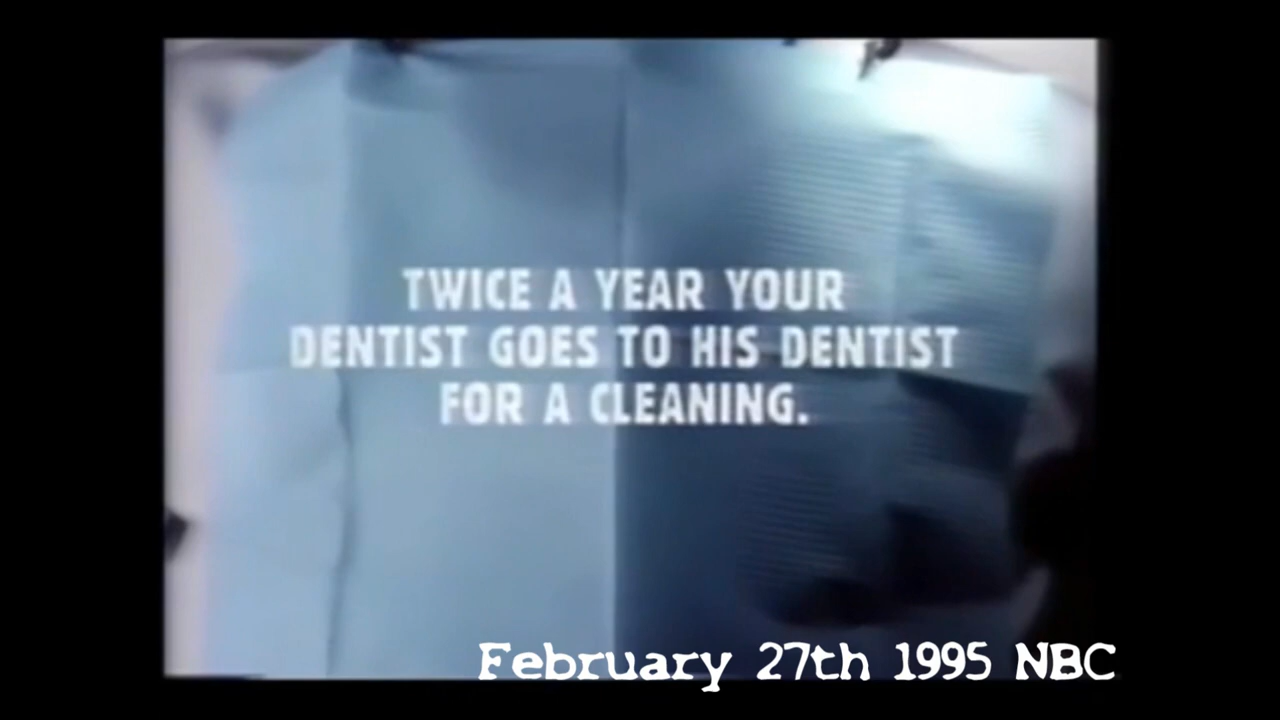 TWICE A YEAR YOUR
DENTIST GOES TO HIS DENTIST
FOR A CLEANING.
February 27th 1995 NBC